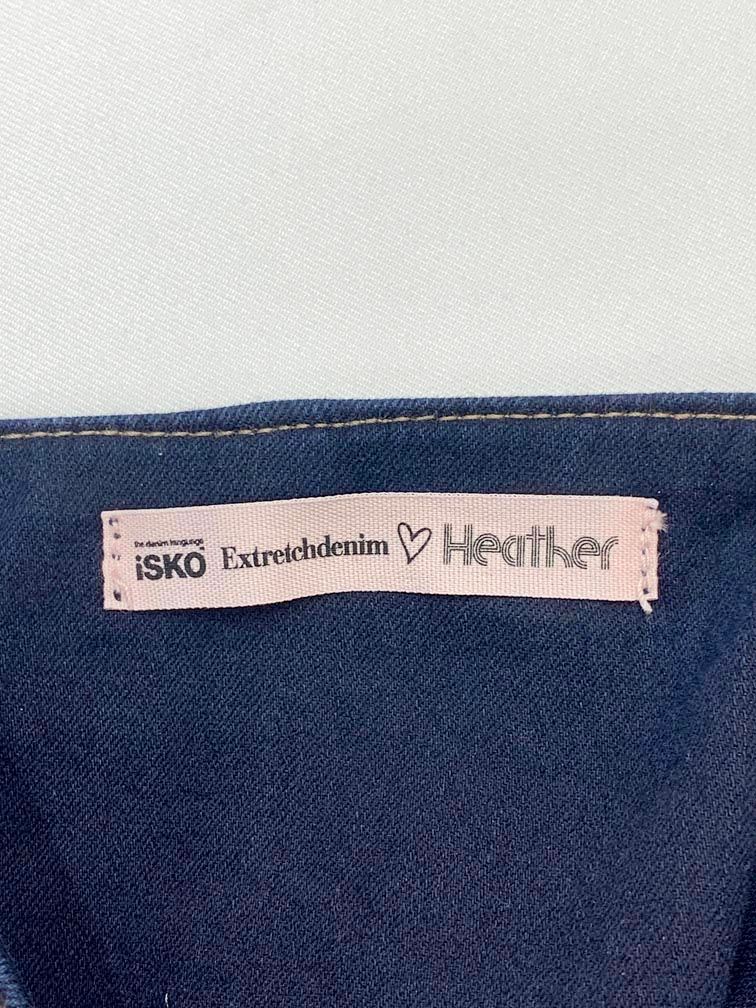 the denim language
iSKO Extretchdenim Heather